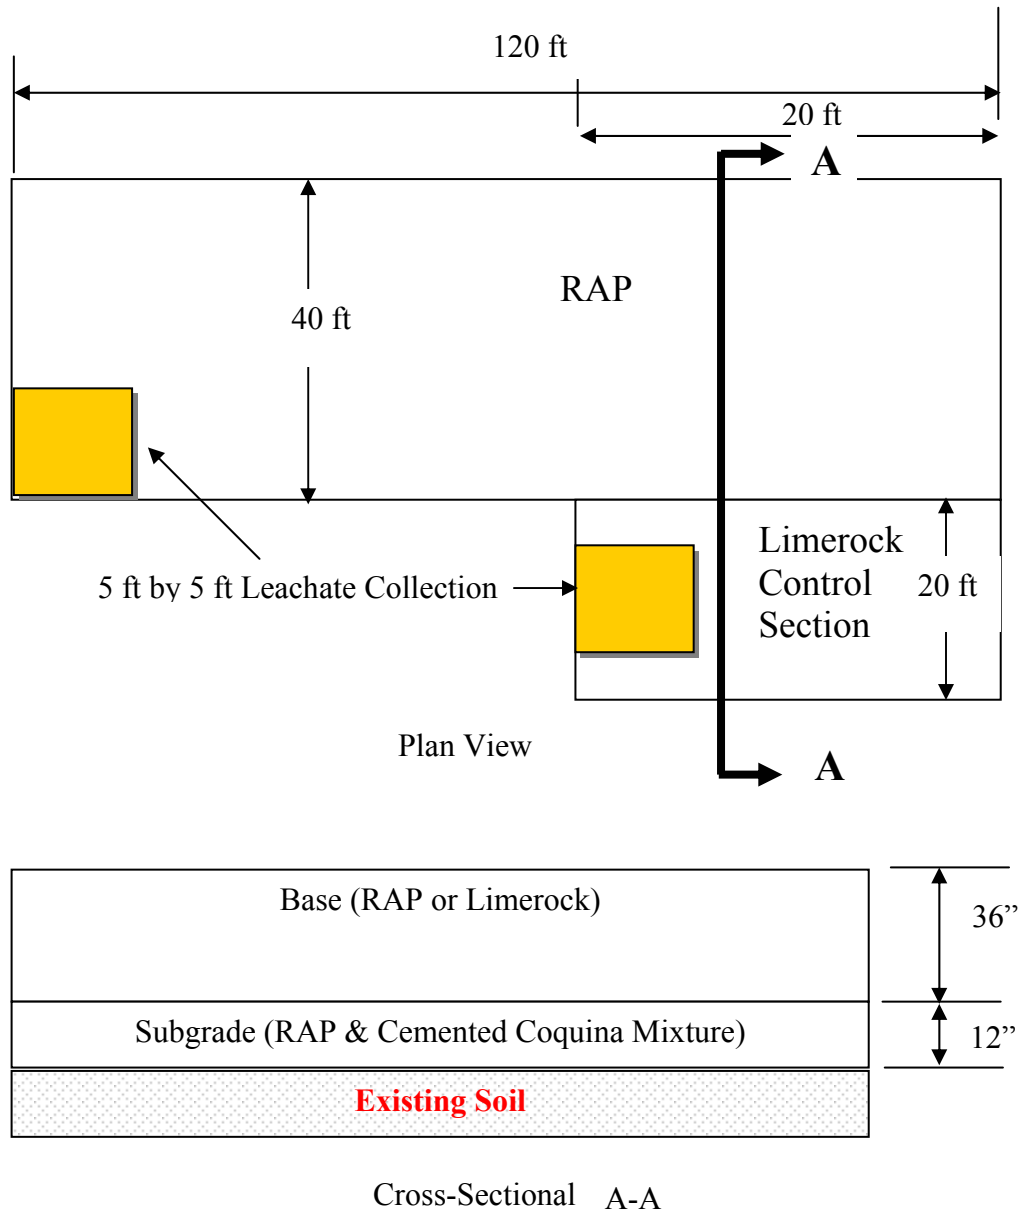 120 ft
20 ft
A
RAP
40 ft
Limerock
Control
Section
20 ft
5 ft by 5 ft Leachate Collection
Plan View
A
Base (RAP or Limerock)
36”
Subgrade (RAP & Cemented Coquina Mixture)
12”
Existing Soil
Cross-Sectional A-A